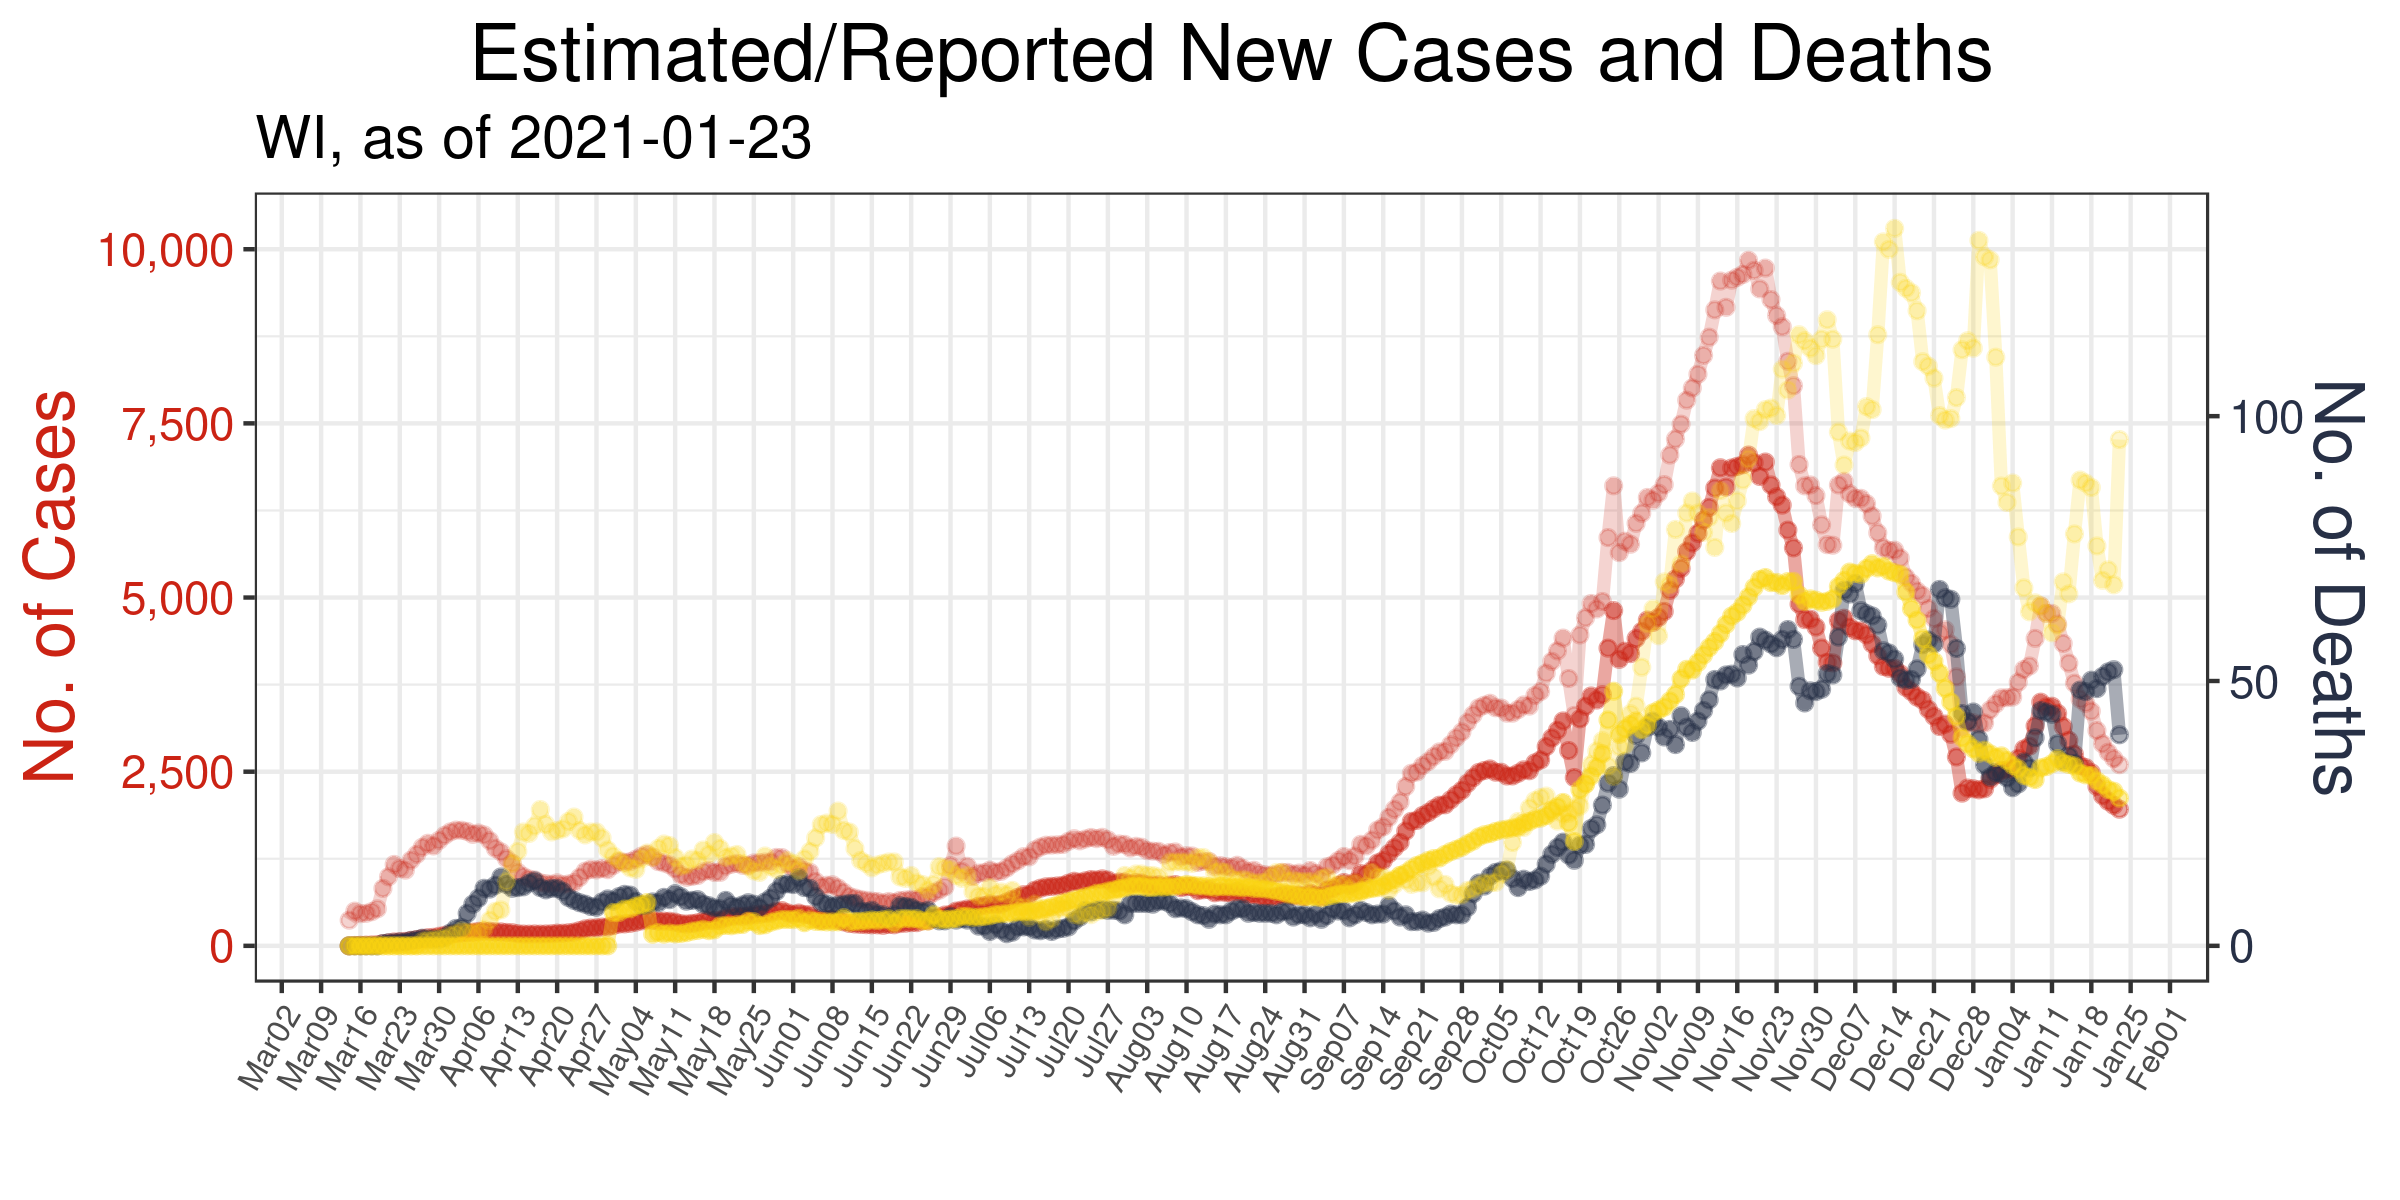 Estimated/Reported New Cases and Deaths
WI, as of 2021-01-23
No. of Cases
10,000
7,500
5,000
2,500
0
100
50
0
No. of Deaths
Mar02 Mar09 Mar16 Mar23 Mar30 Apr06 Apr13 Apr20 Apr27 May04 May11 May18 May25 Jun01 Jun08 Jun15 Jun22 Jun29 Jul06 Jul13 Jul20 Jul27 Aug03 Aug10 Aug17 Aug24 Aug31 Sep07 Sep14 Sep21 Sep28 Oct05 Oct12 Oct19 Oct26 Nov02 Nov09 Nov16 Nov23 Nov30 Dec07 Dec14 Dec21 Dec28 Jan04 Jan11 Jan18 Jan25 Feb01